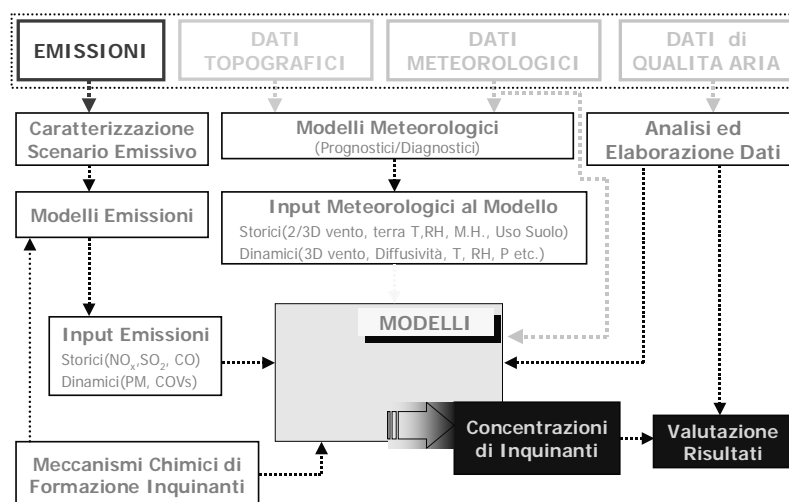 EMISSIONI
DATI
TOPOGRAFICI
DATI
METEOROLOGICI
DATI di
QUALITA ARIA
Caratterizzazione
Scenario Emissivo
Modelli Meteorologici
(Prognostici/Diagnostici)
Analisi ed
Elaborazione Dati
Modelli Emissioni
Input Meteorologici al Modello
Storici(2/3D vento, terra T,RH, M.H., Uso Suolo)
Dinamici(3D vento, Diffusività, T, RH, P etc.)
MODELLI
Input Emissioni
Storici(NOx,SO2, CO)
Dinamici(PM, COVs)
Concentrazioni
di Inquinanti
Valutazione
Risultati
Meccanismi Chimici di
Formazione Inquinanti